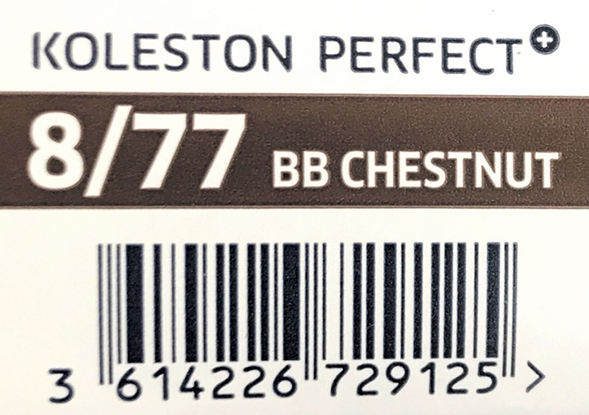 KOLESTON PERFECT+
8/77 BB CHESTNUT
3 614226 729125 >